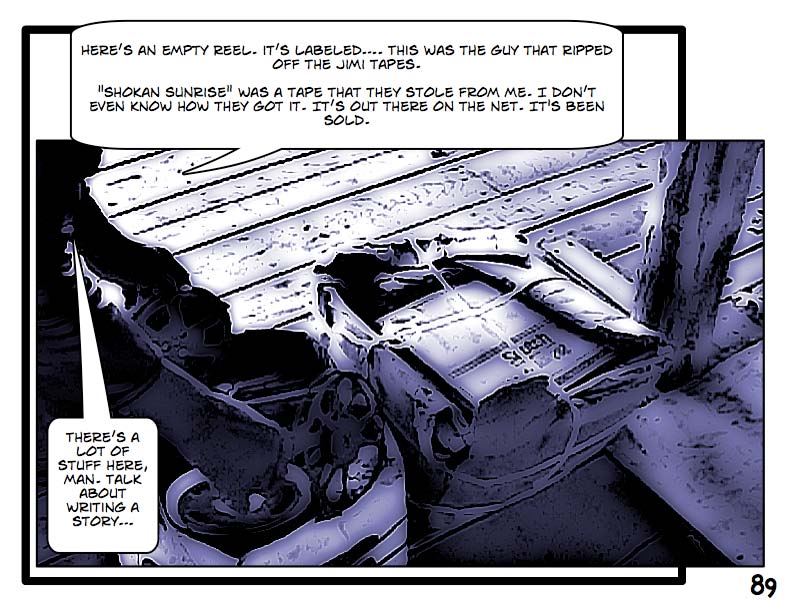 HERE'S AN EMPTY REEL. IT'S LABELED.... THIS WAS THE GUY THAT RIPPED
OFF THE JIMI TAPES.
"SHOKAN SUNRISE" WAS A TAPE THAT THEY STOLE FROM ME. I DON'T
EVEN KNOW HOW THEY GOT IT. IT'S OUT THERE ON THE NET. IT'S BEEN
SOLD.
THERE'S A
LOT OF
STUFF HERE,
MAN. TALK
ABOUT
WRITING A
STORY...
89